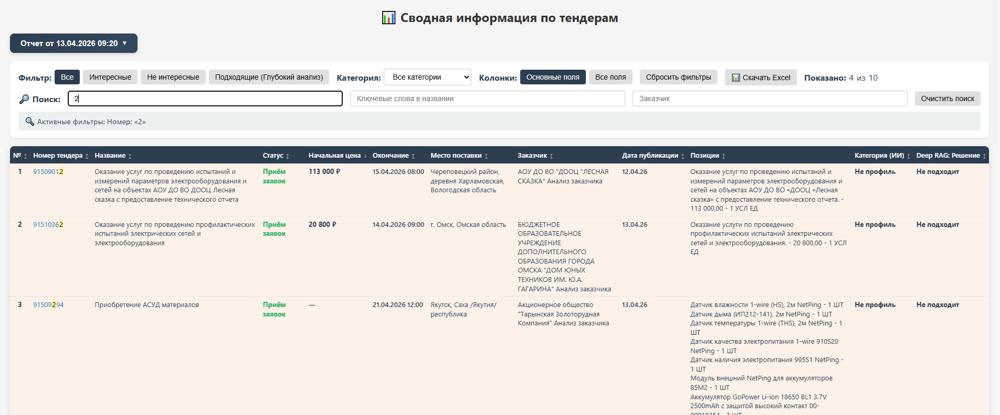 📊 Сводная информация по тендерам
Отчет от 13.04.2026 09:20 ▼
Фильтр: Все Интересные Не интересные Подходящие (Глубокий анализ) Категория: Все категории Колонки: Основные поля Все поля Сбросить фильтры 📊 Скачать Excel Показано: 4 из 10
🔎 Поиск: 2 Ключевые слова в названии Заказчик Очистить поиск
🔍 Активные фильтры: Номер: «2»
№ ↕ Номер тендера ↕ Название ↕ Статус ↕ Начальная цена ↓ Окончание ↕ Место поставки ↕ Заказчик ↕ Дата публикации ↕ Позиции ↕ Категория (ИИ) ↕ Deep RAG: Решение ↕
1
91509012
Оказание услуг по проведению испытаний и
измерений параметров электрооборудования и
сетей на объектах АОУ ДО ВО ДООЦ Лесная
сказка с предоставление технического отчета
Приём
заявок
113 000 ₽
15.04.2026 08:00
Череповецкий район,
деревня Харламовская,
Вологодская область
АОУ ДО ВО "ДООЦ "ЛЕСНАЯ
СКАЗКА" Анализ заказчика
12.04.26
Оказание услуг по проведению испытаний и
измерений параметров электрооборудования и
сетей на объектах АОУ ДО ВО «ДООЦ «Лесная
сказка» с предоставление технического отчета. -
113 000,00 - 1 УСЛ ЕД
Не профиль
Не подходит
2
91510362
Оказание услуг по проведению профилактических
испытаний электрических сетей и
электрооборудования
Приём
заявок
20 800 ₽
14.04.2026 09:00
г. Омск, Омская область
БЮДЖЕТНОЕ
ОБРАЗОВАТЕЛЬНОЕ
УЧРЕЖДЕНИЕ
ДОПОЛНИТЕЛЬНОГО
ОБРАЗОВАНИЯ ГОРОДА
ОМСКА "ДОМ ЮНЫХ
ТЕХНИКОВ ИМ. Ю.А.
ГАГАРИНА" Анализ заказчика
13.04.26
Оказание услуги по проведению
профилактических испытаний электрических
сетей и электрооборудования. - 20 800,00 - 1 УСЛ
ЕД
Не профиль
Не подходит
3
91509294
Приобретение АСУД материалов
Приём
заявок
—
21.04.2026 12:00
Якутск, Саха /Якутия/
республика
Акционерное общество
"Тарынская Золоторудная
Компания" Анализ заказчика
13.04.26
Датчик влажности 1-wire (HS), 2м NetPing - 1 ШТ
Датчик дыма (ИП212-141), 2м NetPing - 1 ШТ
Датчик температуры 1-wire (THS), 2м NetPing - 1
ШТ
Датчик качества электропитания 1-wire 910S20
NetPing - 1 ШТ
Датчик наличия электропитания 995S1 NetPing -
1 ШТ
Модуль внешний NetPing для аккумуляторов
85M2 - 1 ШТ
Аккумулятор GoPower Li-ion 18650 BL1 3.7V
2500mAh с защитой высокий контакт 00-
Не профиль
Не подходит